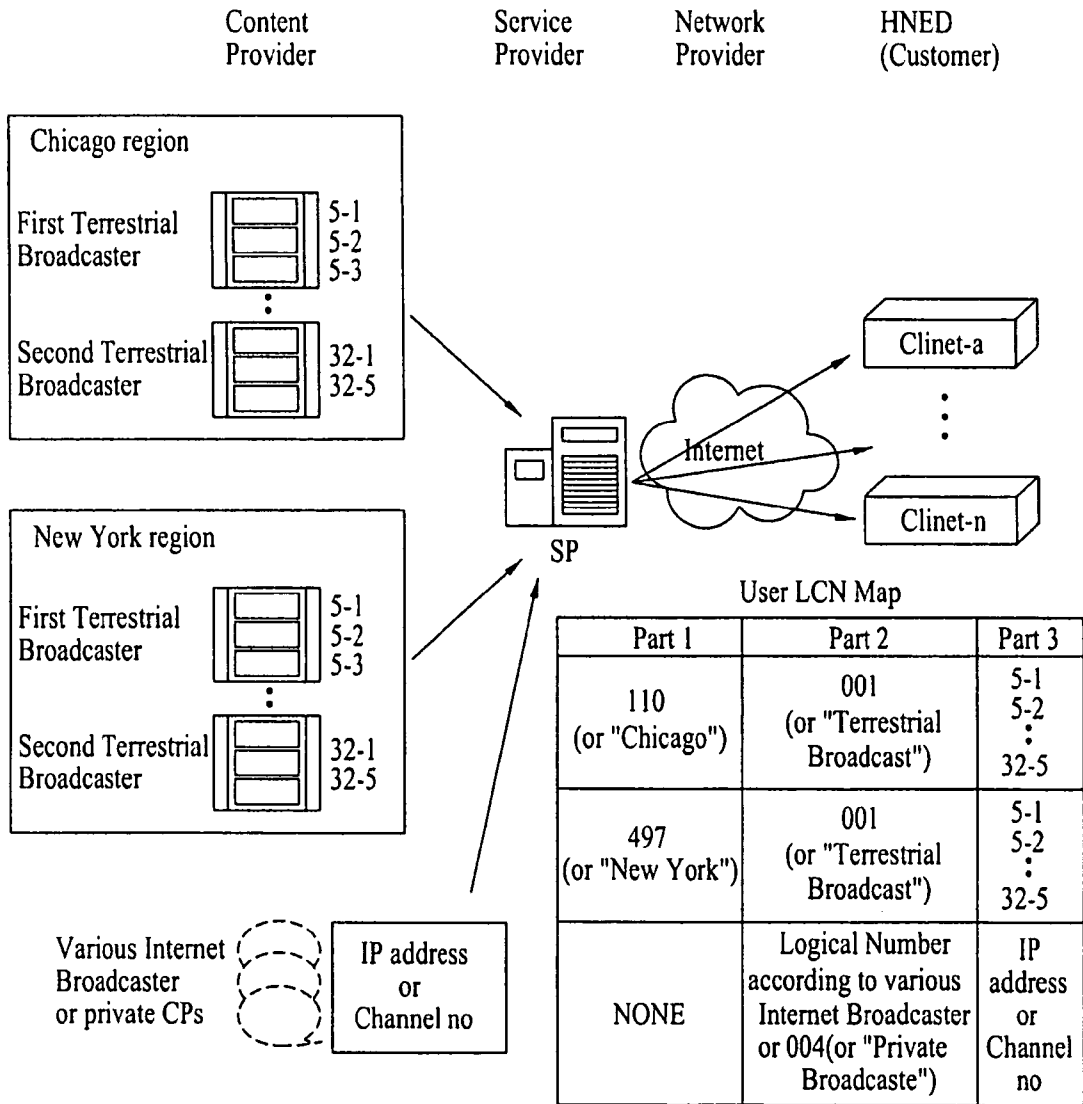 Content
Provider
Service
Provider
Network
Provider
HNED
(Customer)
Chicago region
First Terrestrial
Broadcaster
5-1
5-2
5-3
Second Terrestrial
Broadcaster
32-1
32-5
New York region
First Terrestrial
Broadcaster
5-1
5-2
5-3
Second Terrestrial
Broadcaster
32-1
32-5
Various Internet
Broadcaster
or private CPs
IP address
or
Channel no
SP
Internet
Clinet-a
Clinet-n
User LCN Map
Part 1
Part 2
Part 3
110
(or "Chicago")
001
(or "Terrestrial
Broadcast")
5-1
5-2
32-5
497
(or "New York")
001
(or "Terrestrial
Broadcast")
5-1
5-2
32-5
NONE
Logical Number
according to various
Internet Broadcaster
or 004(or "Private
Broadcaste")
IP
address
or
Channel
no